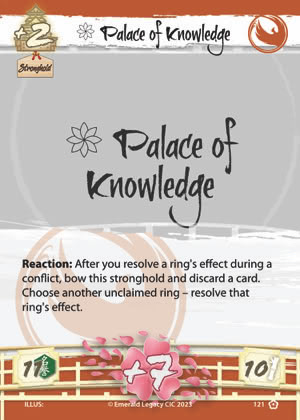 +2
Palace of Knowledge
Stronghold
Palace of
Knowledge
Reaction: After you resolve a ring's effect during a
conflict, bow this stronghold and discard a card.
Choose another unclaimed ring – resolve that
ring's effect.
11
+7
10
ILLUS:
© Emerald Legacy CIC 2023
121